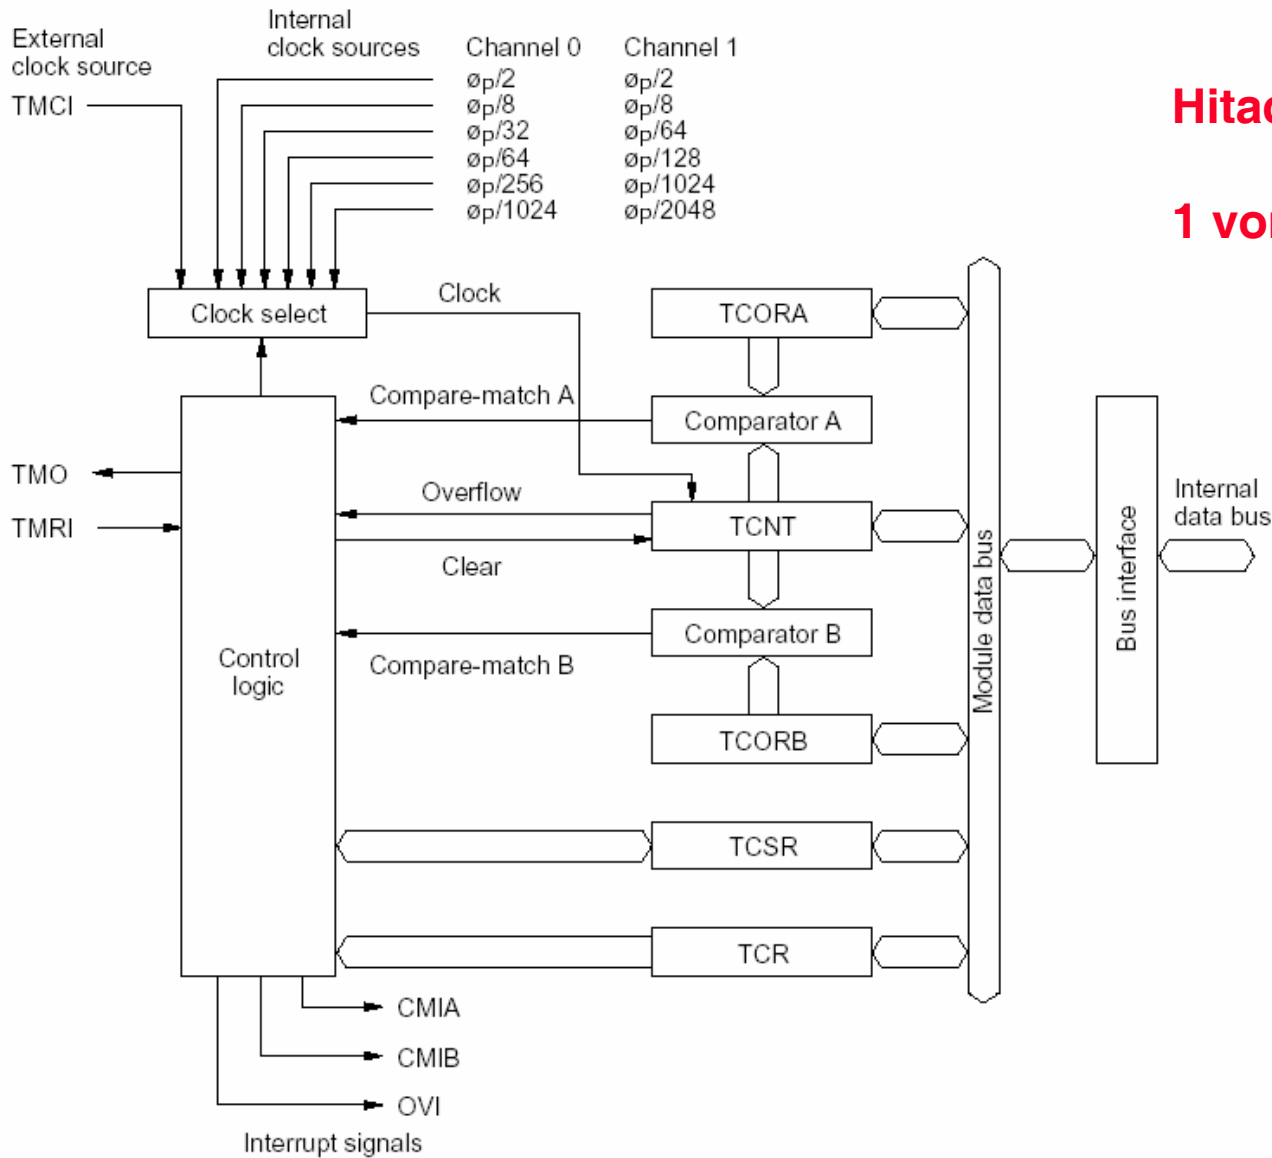 External
clock source
TMCI
Internal
clock sources
Channel 0
Channel 1
øP/2
øP/2
øP/8
øP/8
øP/32
øP/64
øP/64
øP/128
øP/256
øP/1024
øP/1024
øP/2048
1
Clock select
Clock
TCORA
Compare-match A
Comparator A
TMO
TMRI
Overflow
TCNT
Clear
Comparator B
Compare-match B
Control
logic
TCORB
TCSR
TCR
Module data bus
Bus interface
Internal
data bus
CMIA
CMIB
OVI
Interrupt signals